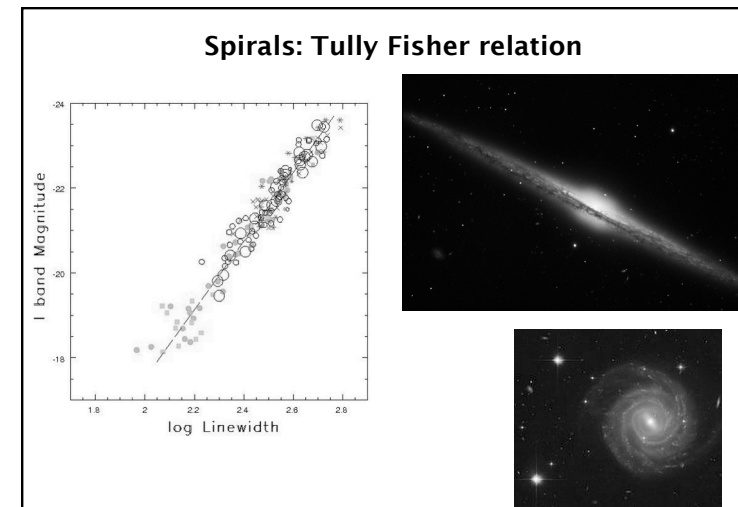 Spirals: Tully Fisher relation
-24
-22
-20
-18
I band Magnitude
1.8 2 2.2 2.4 2.6 2.8
log Linewidth